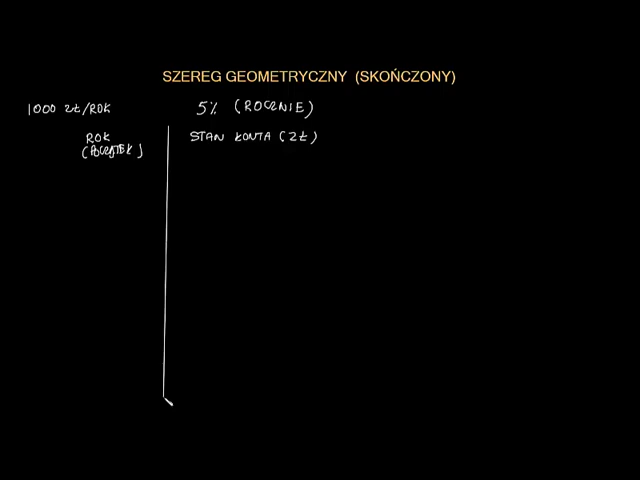 SZEREG GEOMETRYCZNY (SKOŃCZONY)
1000 ZŁ/ROK 5% (ROCZNIE)
ROK STAN KONTA (ZŁ)
(POCZĄTEK)